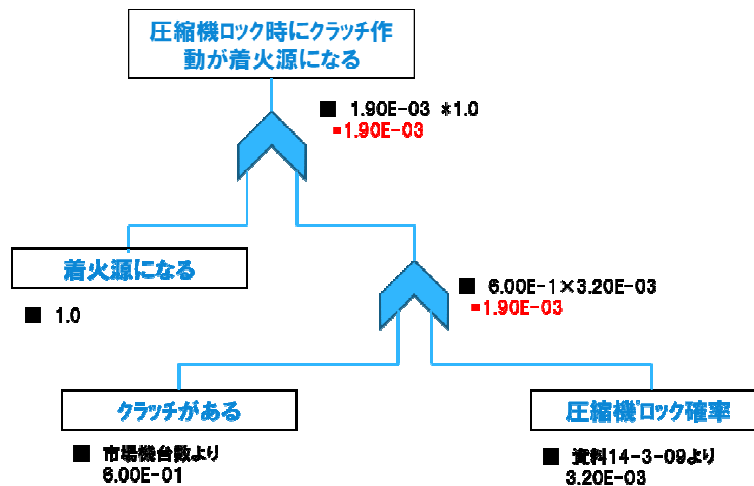 圧縮機ロック時にクラッチ作
動が着火源になる
■ 1.90E-03 *1.0
=1.90E-03
着火源になる
■ 1.0
■ 6.00E-1×3.20E-03
=1.90E-03
クラッチがある
■ 市場機台数より
6.00E-01
圧縮機ロック確率
■ 資料14-3-09より
3.20E-03